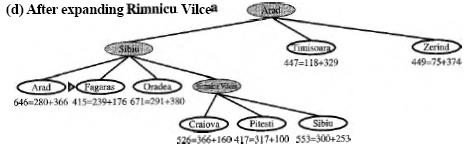 (d) After expanding Rimnicu Vilcea
Arad
Sibiu
Timisoara
Zerind
447=118+329
449=75+374
Arad
Fagaras
Oradea
Rimnicu Vilcea
646=280+366
415=239+176
671=291+380
Craiova
Pitesti
Sibiu
526=366+160
417=317+100
553=300+253